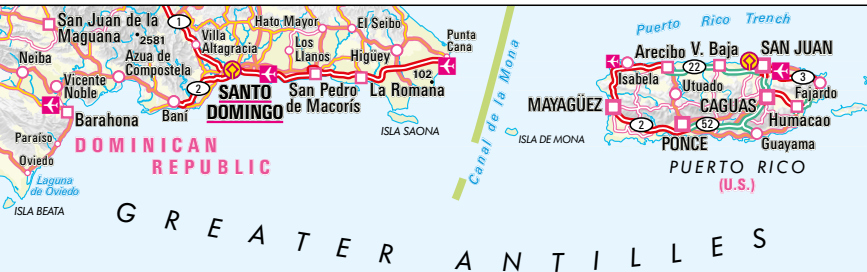 San Juan de la
Maguana
2581
1
Villa
Altagracia
Hato Mayor
El Seibo
Los
Llanos
Higüey
Punta
Cana
Neiba
Azua de
Compostela
Vicente
Noble
2
SANTO
DOMINGO
San Pedro
de Macorís
La Romana
102
Barahona
Baní
ISLA SAONA
Paraíso
DOMINICAN
REPUBLIC
Oviedo
Laguna
de Oviedo
ISLA BEATA
Canal de la Mona
Puerto Rico Trench
Arecibo
V. Baja
SAN JUAN
22
Isabela
3
Utuado
Fajardo
MAYAGÜEZ
CAGUAS
ISLA DE MONA
2
52
Humacao
PONCE
Guayama
PUERTO RICO
(U.S.)
GREATER ANTILLES